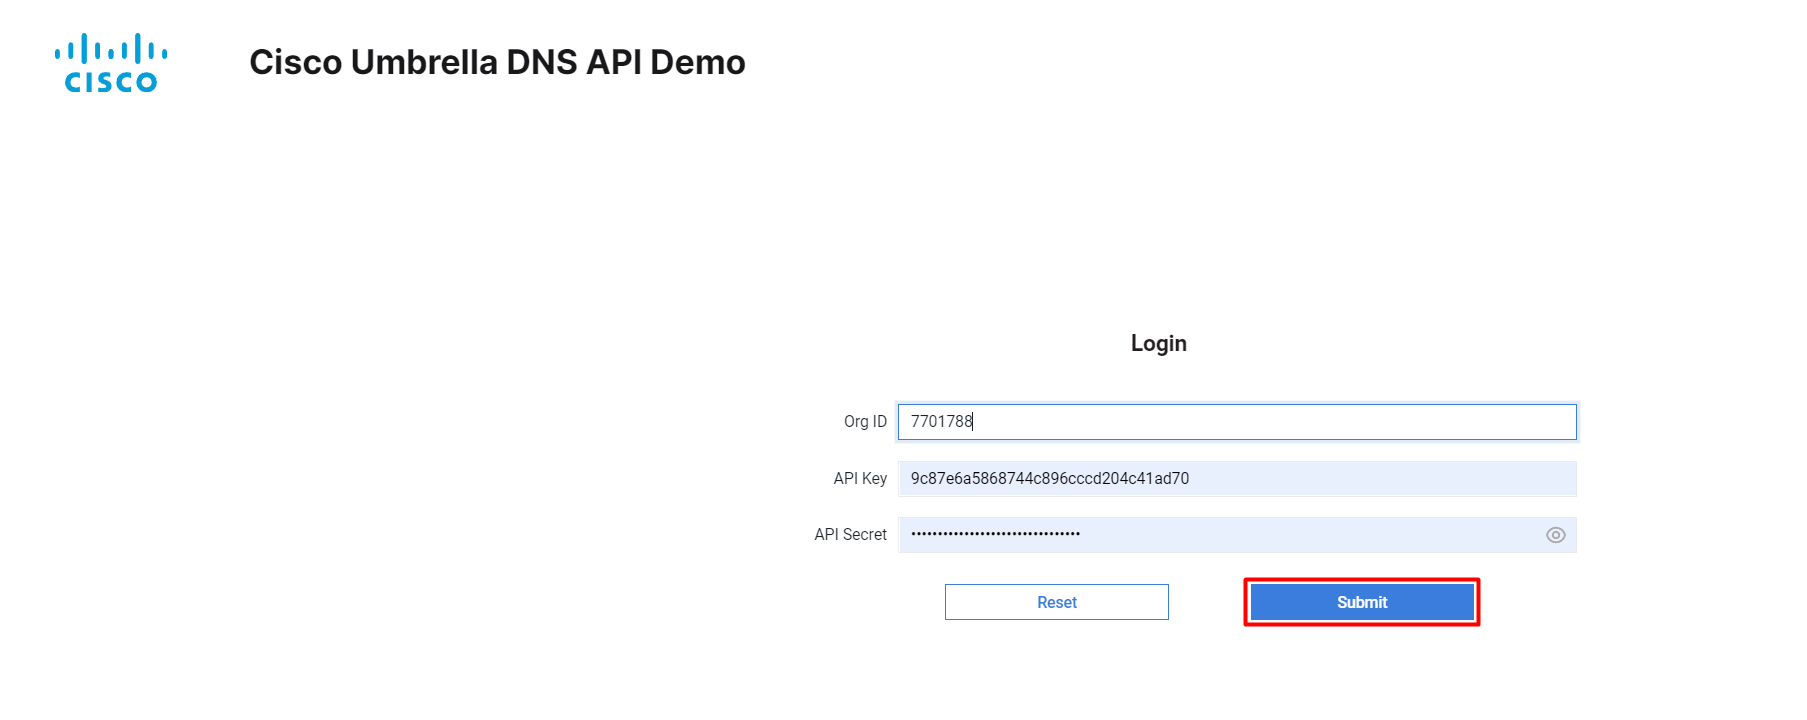 CISCO
Cisco Umbrella DNS API Demo
Login
Org ID 7701788
API Key 9c87e6a5868744c896cccd204c41ad70
API Secret ••••••••••••••••••••••••••••••••
Reset Submit